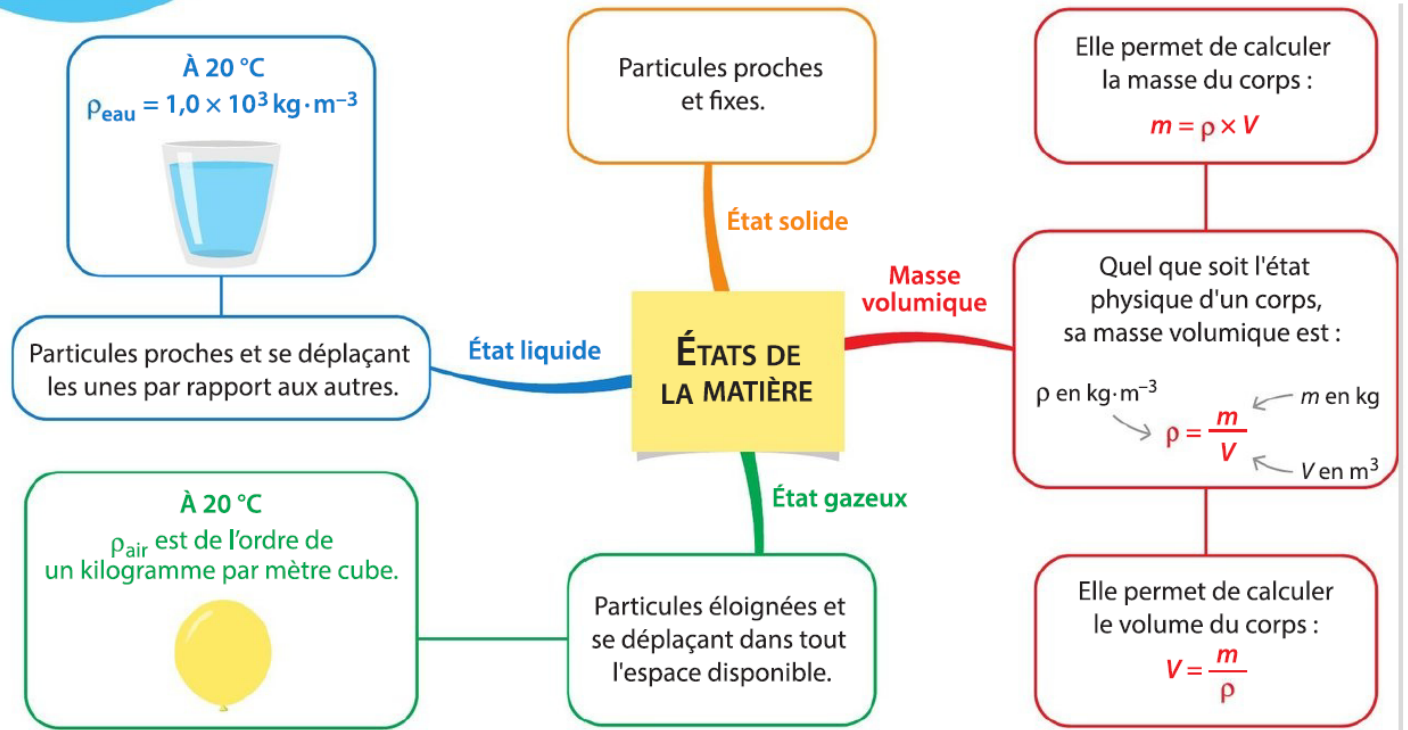 À 20 °C
ρeau = 1,0 × 10³ kg·m⁻³
Particules proches et se déplaçant
les unes par rapport aux autres.
État liquide
Particules proches
et fixes.
État solide
ÉTATS DE
LA MATIÈRE
Masse
volumique
Elle permet de calculer
la masse du corps :
m = ρ × V
Quel que soit l'état
physique d'un corps,
sa masse volumique est :
ρ en kg·m⁻³
m en kg
ρ = m/V
V en m³
Elle permet de calculer
le volume du corps :
V = m/ρ
État gazeux
Particules éloignées et
se déplaçant dans tout
l'espace disponible.
À 20 °C
ρair est de l’ordre de
un kilogramme par mètre cube.